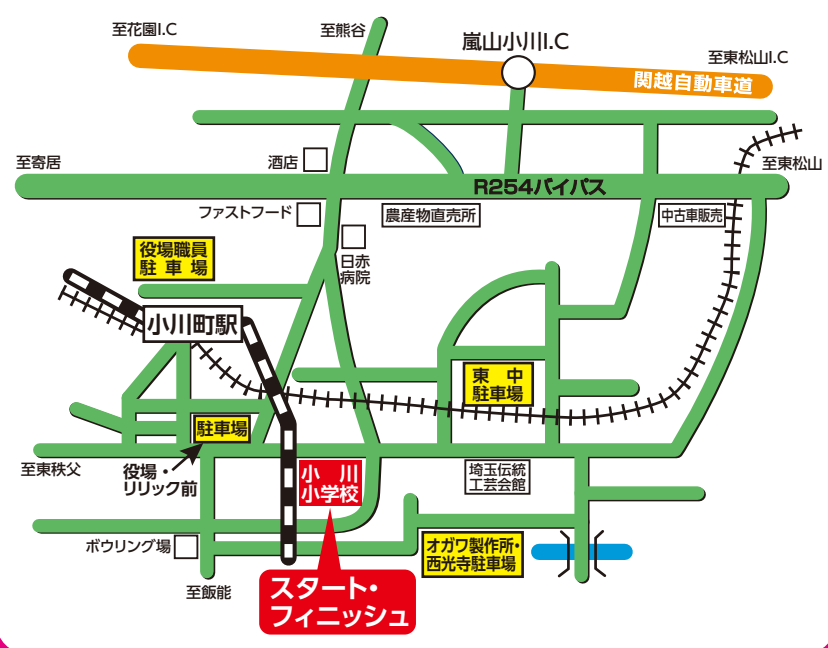 至花園I.C
至熊谷
嵐山小川I.C
至東松山I.C
関越自動車道
至寄居
酒店
至東松山
R254バイパス
ファストフード
農産物直売所
中古車販売
役場職員
駐車場
日赤
病院
小川町駅
東中
駐車場
駐車場
至東秩父
役場・
リリック前
小川
小学校
埼玉伝統
工芸会館
ボウリング場
オガワ製作所・
西光寺駐車場
至飯能
スタート・
フィニッシュ